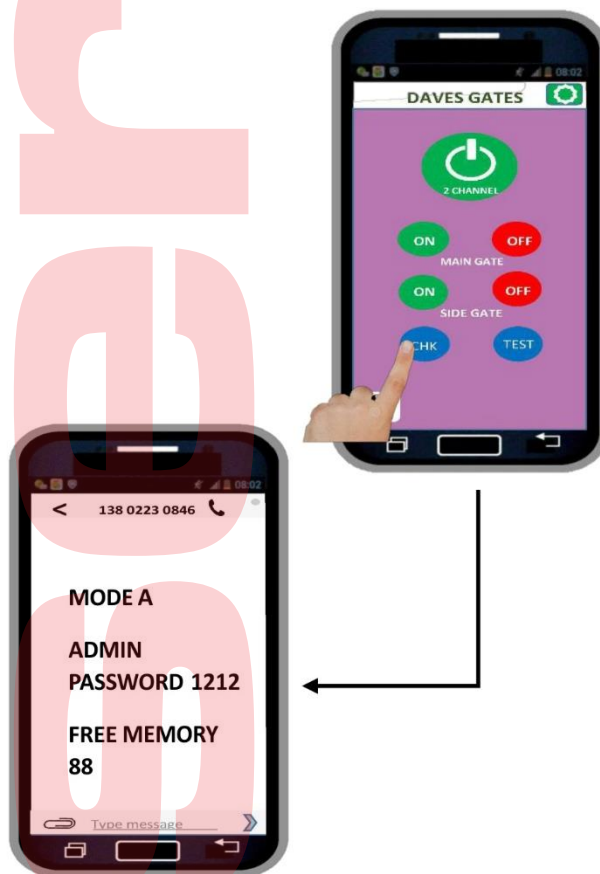 08:02
DAVES GATES
2 CHANNEL
ON OFF
MAIN GATE
ON OFF
SIDE GATE
CHK TEST
08:02
< 138 0223 0846
MODE A
ADMIN
PASSWORD 1212
FREE MEMORY
88
Type message